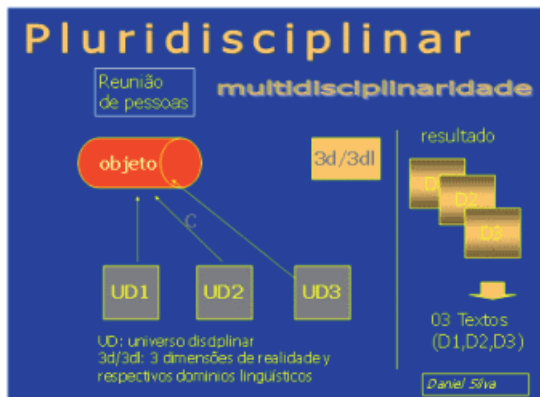 Pluridisciplinar
Reunião
de pessoas
multidisciplinaridade
objeto
3d/3dl
resultado
D1
D2
D3
C
UD1
UD2
UD3
03 Textos
(D1,D2,D3)
UD: universo disciplinar
3d/3dl: 3 dimensões de realidade y
respectivos dominios lingüísticos
Daniel Silva